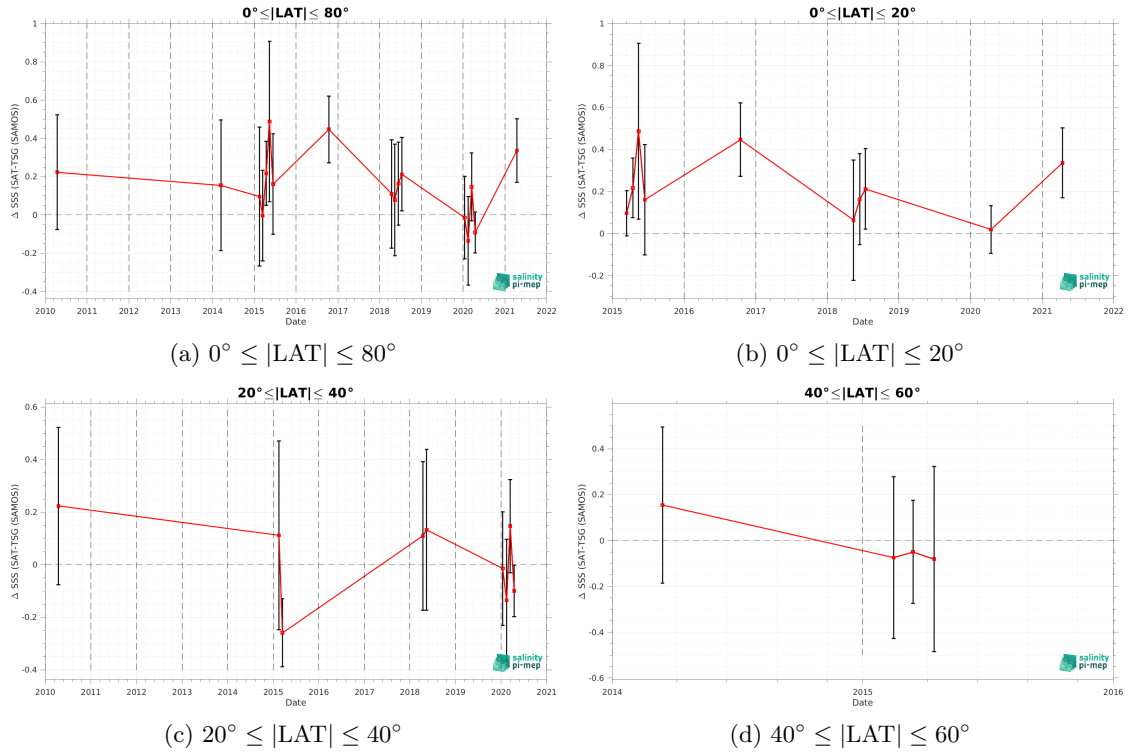 0°≤|LAT|≤ 80°
1
0.8
0.6
0.4
0.2
0
-0.2
-0.4
Δ SSS (SAT-TSG (SAMOS))
2010 2011 2012 2013 2014 2015 2016 2017 2018 2019 2020 2021 2022
Date
salinity
pi-mep
(a) 0° ≤ |LAT| ≤ 80°
0°≤|LAT|≤ 20°
1
0.8
0.6
0.4
0.2
0
-0.2
Δ SSS (SAT-TSG (SAMOS))
2015 2016 2017 2018 2019 2020 2021 2022
Date
salinity
pi-mep
(b) 0° ≤ |LAT| ≤ 20°
20°≤|LAT|≤ 40°
0.6
0.4
0.2
0
-0.2
-0.4
Δ SSS (SAT-TSG (SAMOS))
2010 2011 2012 2013 2014 2015 2016 2017 2018 2019 2020 2021
Date
salinity
pi-mep
(c) 20° ≤ |LAT| ≤ 40°
40°≤|LAT|≤ 60°
0.4
0.2
0
-0.2
-0.4
-0.6
Δ SSS (SAT-TSG (SAMOS))
2014 2015 2016
Date
salinity
pi-mep
(d) 40° ≤ |LAT| ≤ 60°